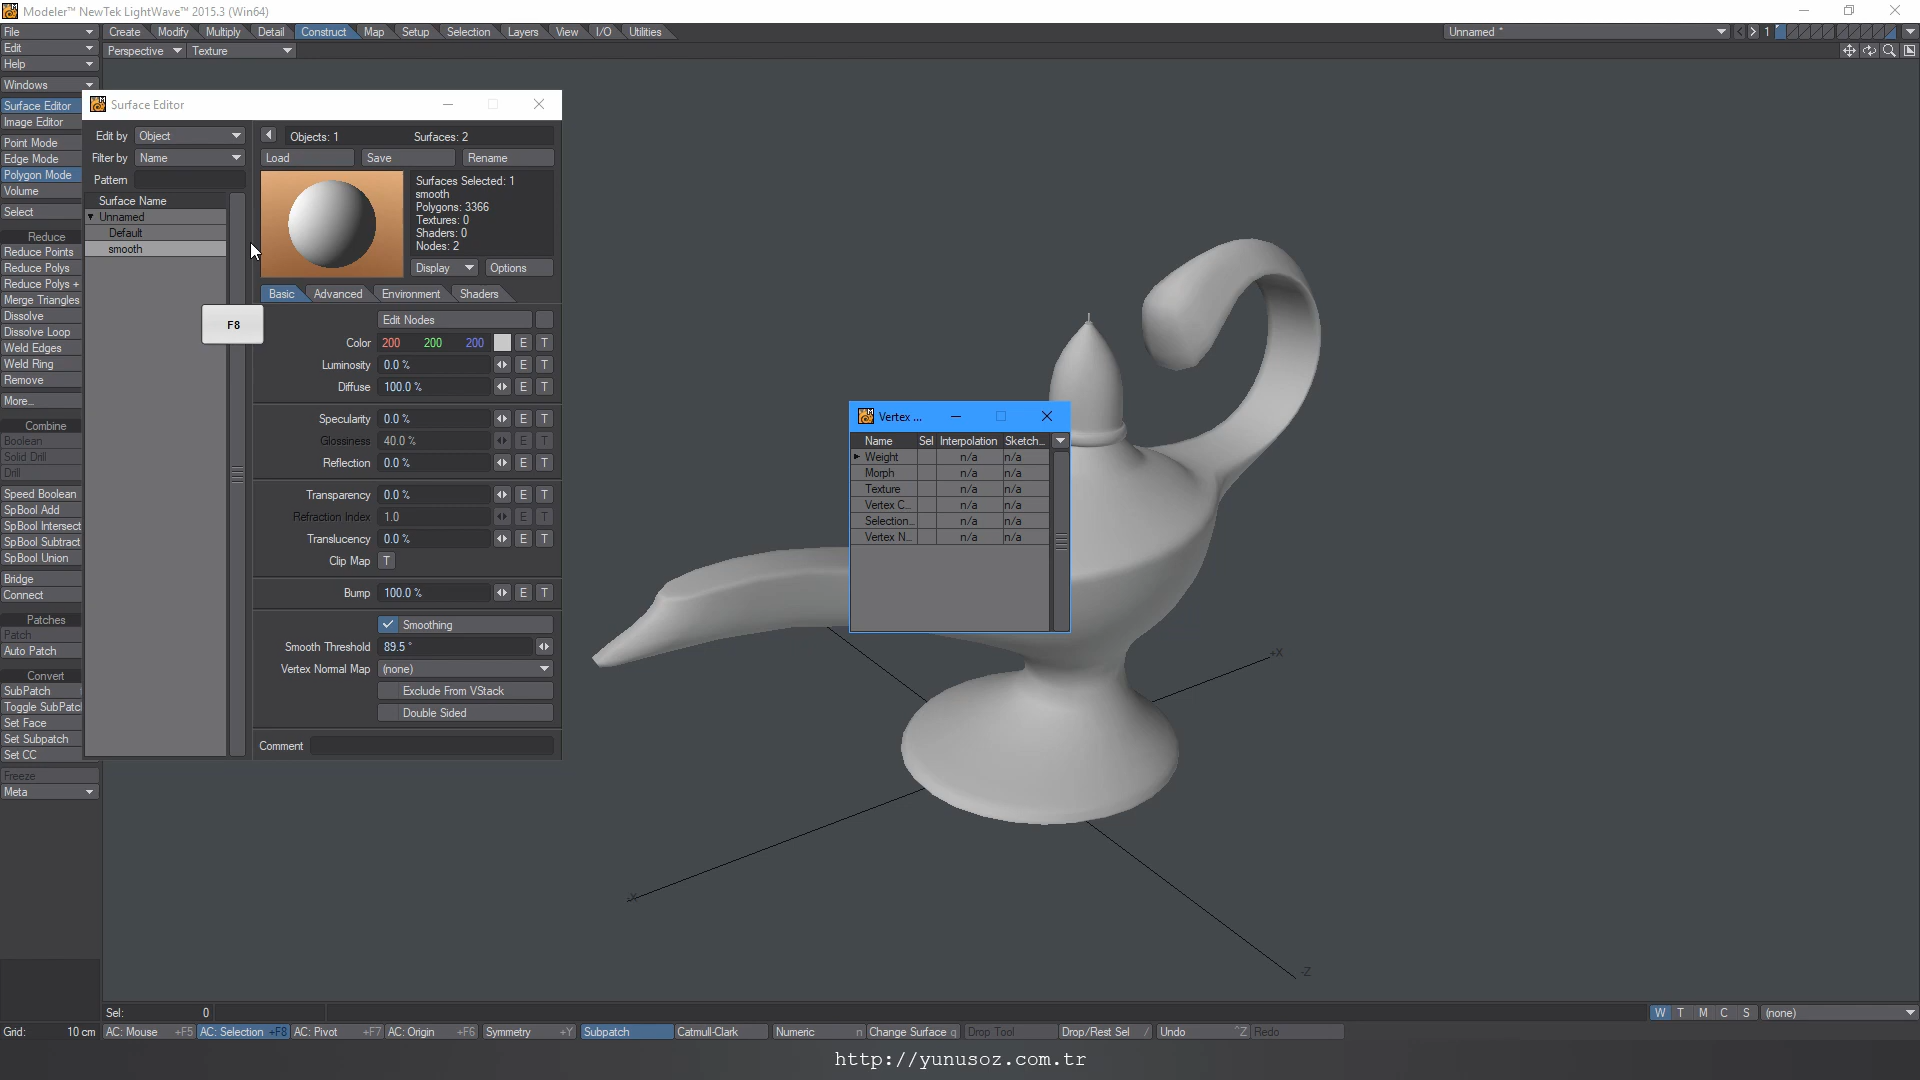 Modeler™ NewTek LightWave™ 2015.3 (Win64)
File
Create Modify Multiply Detail Construct Map Setup Selection Layers View I/O Utilities
Unnamed * 1
Edit
Perspective Texture
Help
Windows
Surface Editor
Image Editor
Point Mode
Edge Mode
Polygon Mode
Volume
Select
Reduce
Reduce Points
Reduce Polys
Reduce Polys +
Merge Triangles
Dissolve
Dissolve Loop
Weld Edges
Weld Ring
Remove
More...
Combine
Boolean
Solid Drill
Drill
Speed Boolean
SpBool Add
SpBool Intersect
SpBool Subtract
SpBool Union
Bridge
Connect
Patches
Patch
Auto Patch
Convert
SubPatch
Toggle SubPatc
Set Face
Set Subpatch
Set CC
Freeze
Meta
Surface Editor
Edit by Object
Filter by Name
Pattern
Surface Name
Unnamed
Default
smooth
F8
Objects: 1 Surfaces: 2
Load Save Rename
Surfaces Selected: 1
smooth
Polygons: 3366
Textures: 0
Shaders: 0
Nodes: 2
Display Options
Basic Advanced Environment Shaders
Edit Nodes
Color 200 200 200 E T
Luminosity 0.0 % E T
Diffuse 100.0 % E T
Specularity 0.0 % E T
Glossiness 40.0 % E T
Reflection 0.0 % E T
Transparency 0.0 % E T
Refraction Index 1.0 E T
Translucency 0.0 % E T
Clip Map T
Bump 100.0 % E T
Smoothing
Smooth Threshold 89.5 °
Vertex Normal Map (none)
Exclude From VStack
Double Sided
Comment
Vertex ...
Name Sel Interpolation Sketch...
Weight n/a n/a
Morph n/a n/a
Texture n/a n/a
Vertex C... n/a n/a
Selection... n/a n/a
Vertex N... n/a n/a
+X
-X
-Z
Sel: 0
W T M C S (none)
Grid: 10 cm
AC: Mouse +F5 AC: Selection +F8 AC: Pivot +F7 AC: Origin +F6 Symmetry +Y Subpatch Catmull-Clark Numeric n Change Surface q Drop Tool Drop/Rest Sel / Undo ^Z Redo
http://yunusoz.com.tr